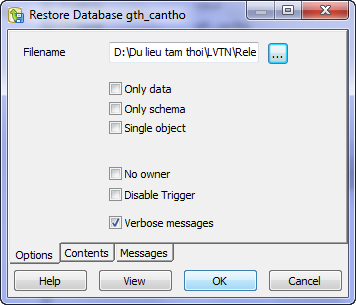 Restore Database gth_cantho
Filename D:\Du lieu tam thoi\LVTN\Rele ...
Only data
Only schema
Single object
No owner
Disable Trigger
Verbose messages
Options Contents Messages
Help View OK Cancel